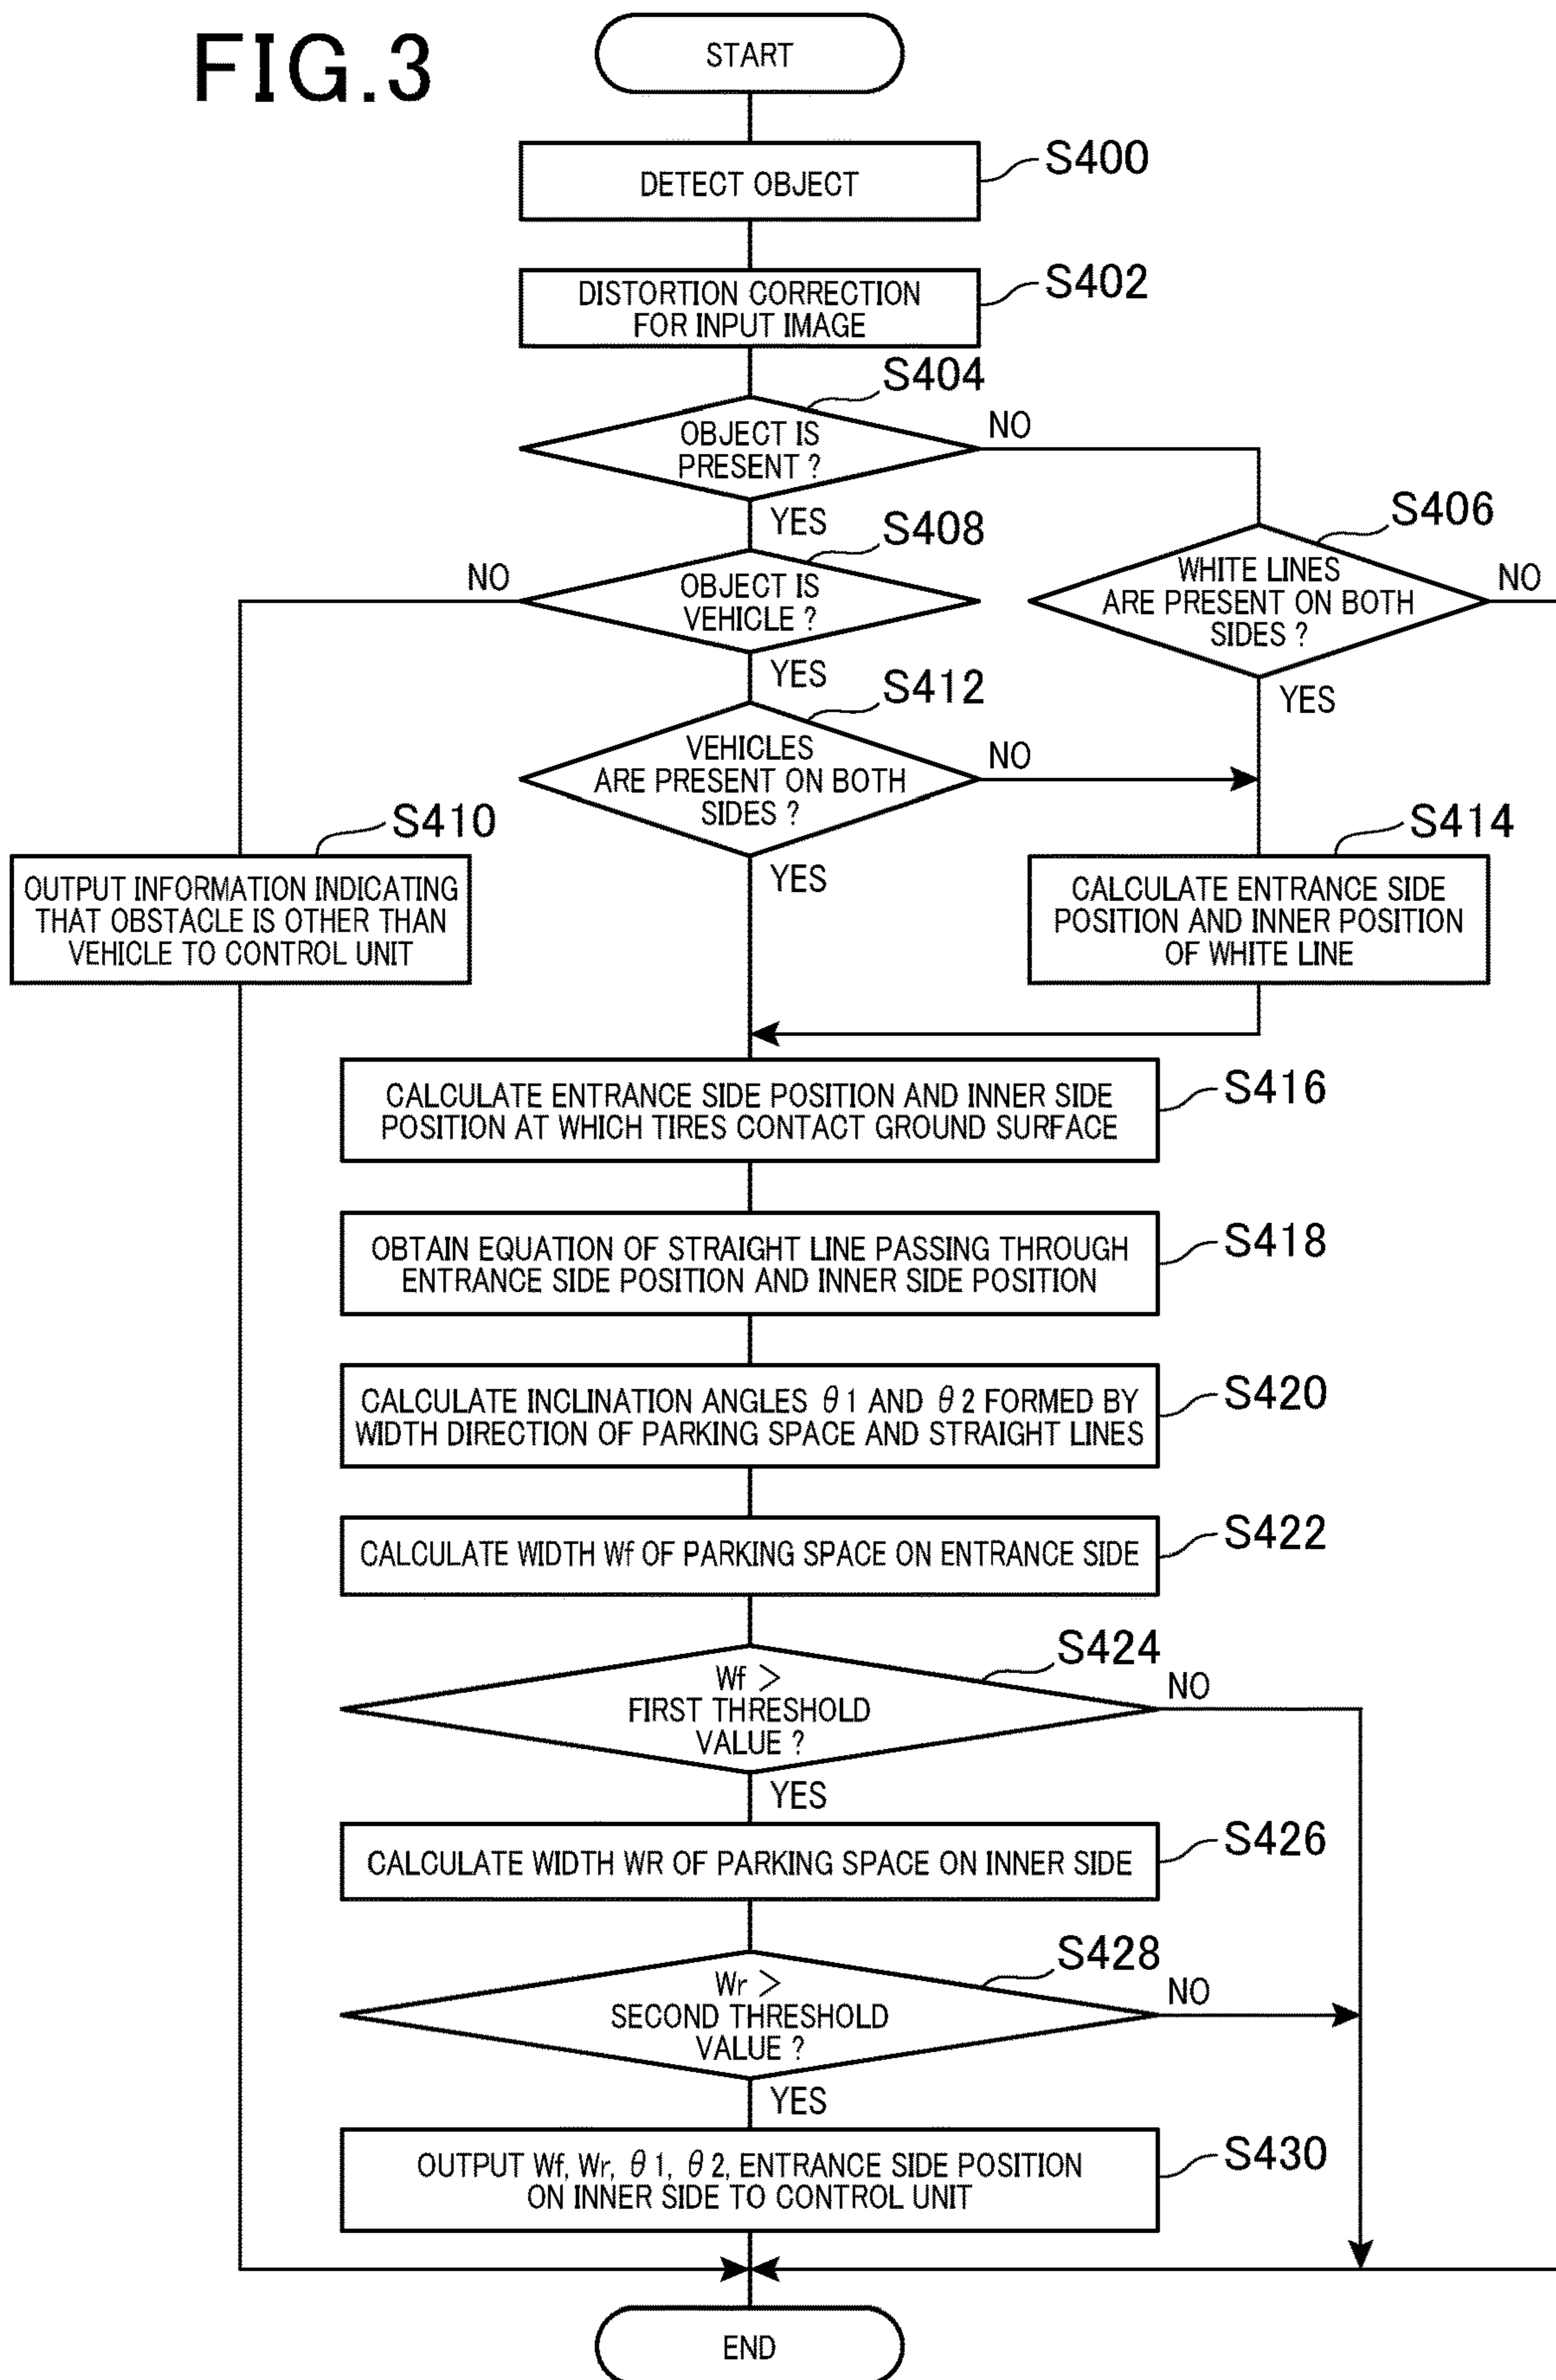 FIG.3
START
DETECT OBJECT
S400
DISTORTION CORRECTION
FOR INPUT IMAGE
S402
S404
OBJECT IS
PRESENT ?
NO
YES
S406
WHITE LINES
ARE PRESENT ON BOTH
SIDES ?
NO
YES
S408
OBJECT IS
VEHICLE ?
NO
YES
S412
VEHICLES
ARE PRESENT ON BOTH
SIDES ?
NO
YES
S410
OUTPUT INFORMATION INDICATING
THAT OBSTACLE IS OTHER THAN
VEHICLE TO CONTROL UNIT
S414
CALCULATE ENTRANCE SIDE
POSITION AND INNER POSITION
OF WHITE LINE
CALCULATE ENTRANCE SIDE POSITION AND INNER SIDE
POSITION AT WHICH TIRES CONTACT GROUND SURFACE
S416
OBTAIN EQUATION OF STRAIGHT LINE PASSING THROUGH
ENTRANCE SIDE POSITION AND INNER SIDE POSITION
S418
CALCULATE INCLINATION ANGLES θ1 AND θ2 FORMED BY
WIDTH DIRECTION OF PARKING SPACE AND STRAIGHT LINES
S420
CALCULATE WIDTH Wf OF PARKING SPACE ON ENTRANCE SIDE
S422
S424
Wf >
FIRST THRESHOLD
VALUE ?
NO
YES
CALCULATE WIDTH WR OF PARKING SPACE ON INNER SIDE
S426
S428
Wr >
SECOND THRESHOLD
VALUE ?
NO
YES
OUTPUT Wf, Wr, θ1, θ2, ENTRANCE SIDE POSITION
ON INNER SIDE TO CONTROL UNIT
S430
END